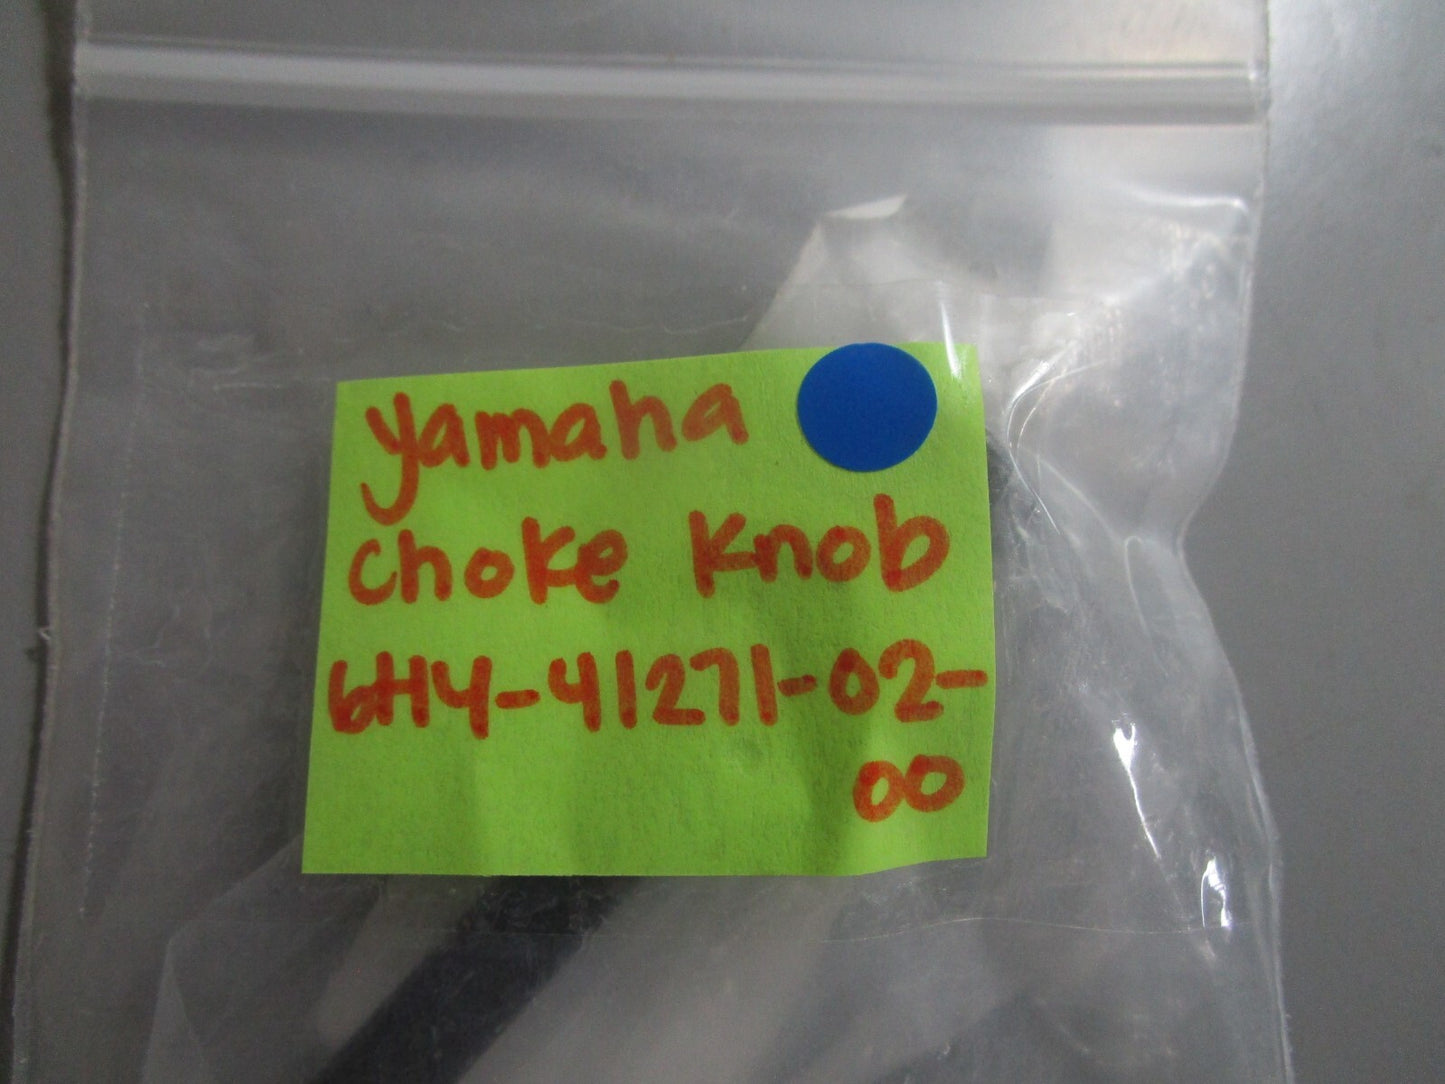 yamaha
choke knob
6H4-41271-02-
00